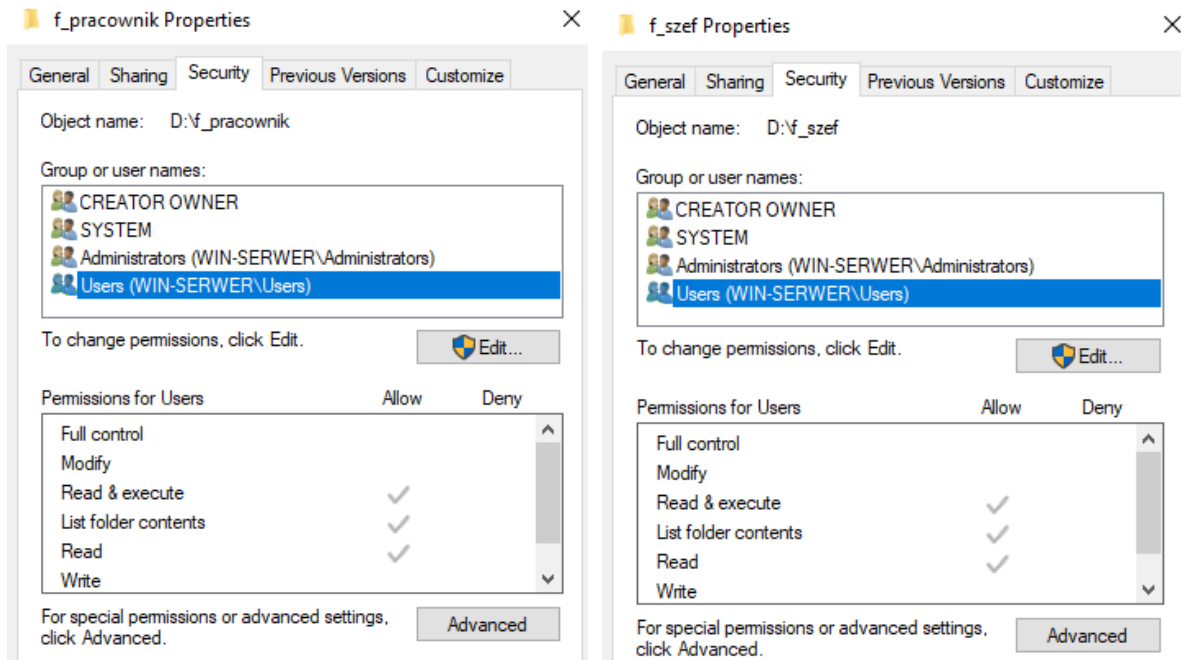 f_pracownik Properties
General Sharing Security Previous Versions Customize
Object name: D:\f_pracownik
Group or user names:
CREATOR OWNER
SYSTEM
Administrators (WIN-SERWER\Administrators)
Users (WIN-SERWER\Users)
To change permissions, click Edit.
Edit...
Permissions for Users Allow Deny
Full control
Modify
Read & execute
List folder contents
Read
Write
For special permissions or advanced settings,
click Advanced.
Advanced
f_szef Properties
General Sharing Security Previous Versions Customize
Object name: D:\f_szef
Group or user names:
CREATOR OWNER
SYSTEM
Administrators (WIN-SERWER\Administrators)
Users (WIN-SERWER\Users)
To change permissions, click Edit.
Edit...
Permissions for Users Allow Deny
Full control
Modify
Read & execute
List folder contents
Read
Write
For special permissions or advanced settings,
click Advanced.
Advanced